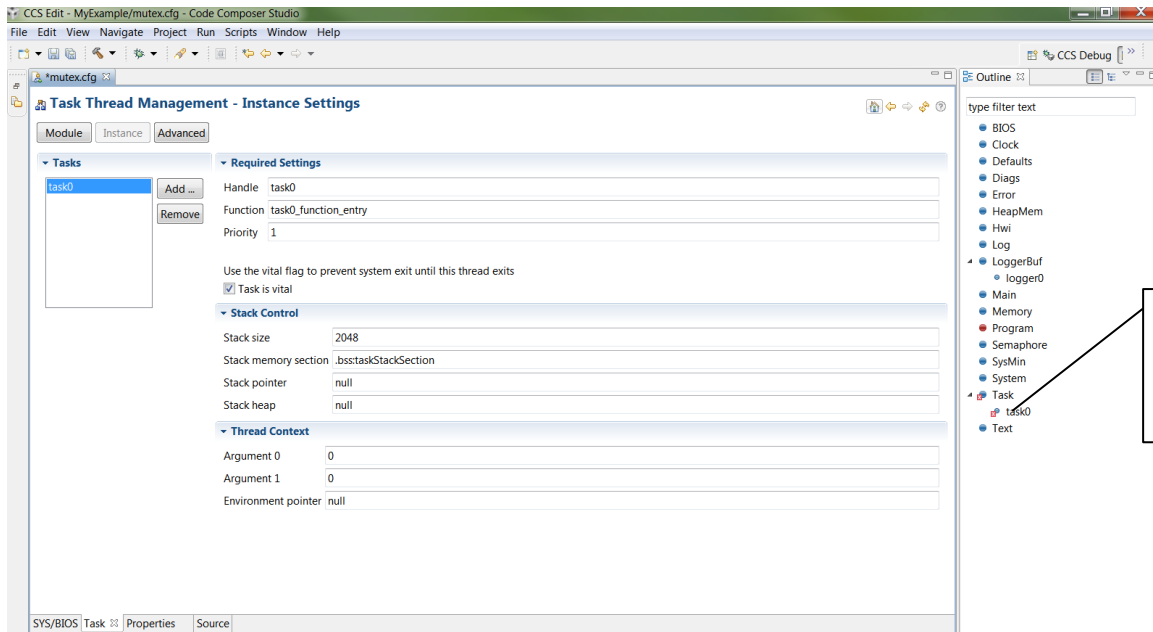 CCS Edit - MyExample/mutex.cfg - Code Composer Studio
File Edit View Navigate Project Run Scripts Window Help
CCS Debug
*mutex.cfg
Task Thread Management - Instance Settings
Module Instance Advanced
Tasks
task0
Add ...
Remove
Required Settings
Handle task0
Function task0_function_entry
Priority 1
Use the vital flag to prevent system exit until this thread exits
Task is vital
Stack Control
Stack size 2048
Stack memory section .bss:taskStackSection
Stack pointer null
Stack heap null
Thread Context
Argument 0 0
Argument 1 0
Environment pointer null
SYS/BIOS Task Properties Source
Outline
type filter text
BIOS
Clock
Defaults
Diags
Error
HeapMem
Hwi
Log
LoggerBuf
logger0
Main
Memory
Program
Semaphore
SysMin
System
Task
task0
Text